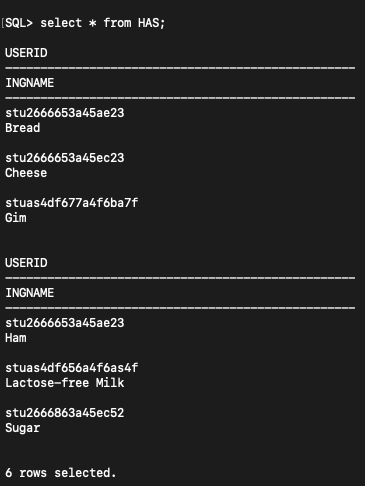 SQL> select * from HAS;
USERID
--------------------------------------------------
INGNAME
--------------------------------------------------
stu2666653a45ae23
Bread
stu2666653a45ec23
Cheese
stuas4df677a4f6ba7f
Gim
USERID
--------------------------------------------------
INGNAME
--------------------------------------------------
stu2666653a45ae23
Ham
stuas4df656a4f6as4f
Lactose-free Milk
stu2666863a45ec52
Sugar
6 rows selected.